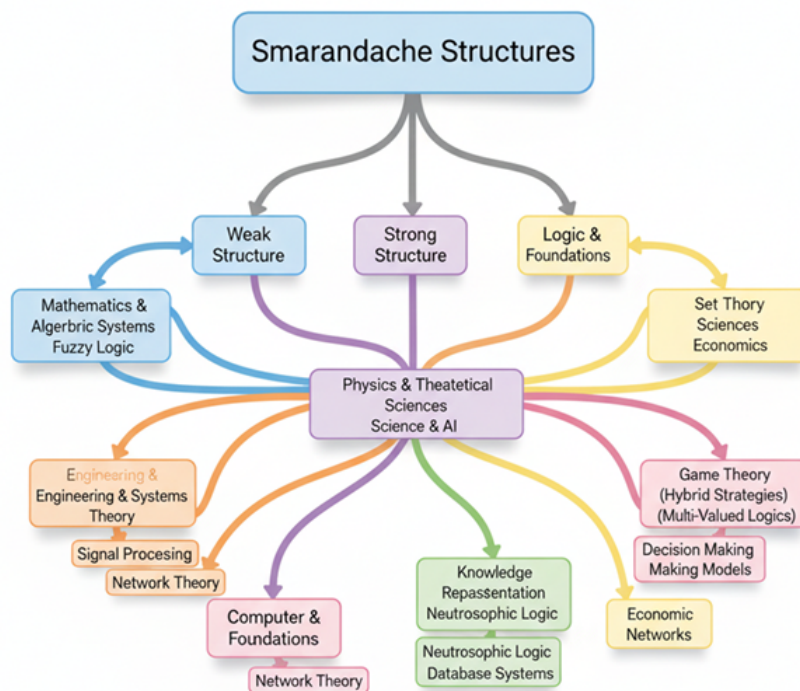 Smarandache Structures
Weak
Structure
Strong
Structure
Logic &
Foundations
Mathematics &
Algerbric Systems
Fuzzy Logic
Set Thory
Sciences
Economics
Physics & Theatetical
Sciences
Science & AI
Engineering &
Engineering & Systems
Theory
Signal Procesing
Network Theory
Game Theory
(Hybrid Strategies)
(Multi-Valued Logics)
Decision Making
Making Models
Computer &
Foundations
Network Theory
Knowledge
Repassentation
Neutrosophic Logic
Neutrosophic Logic
Database Systems
Economic
Networks